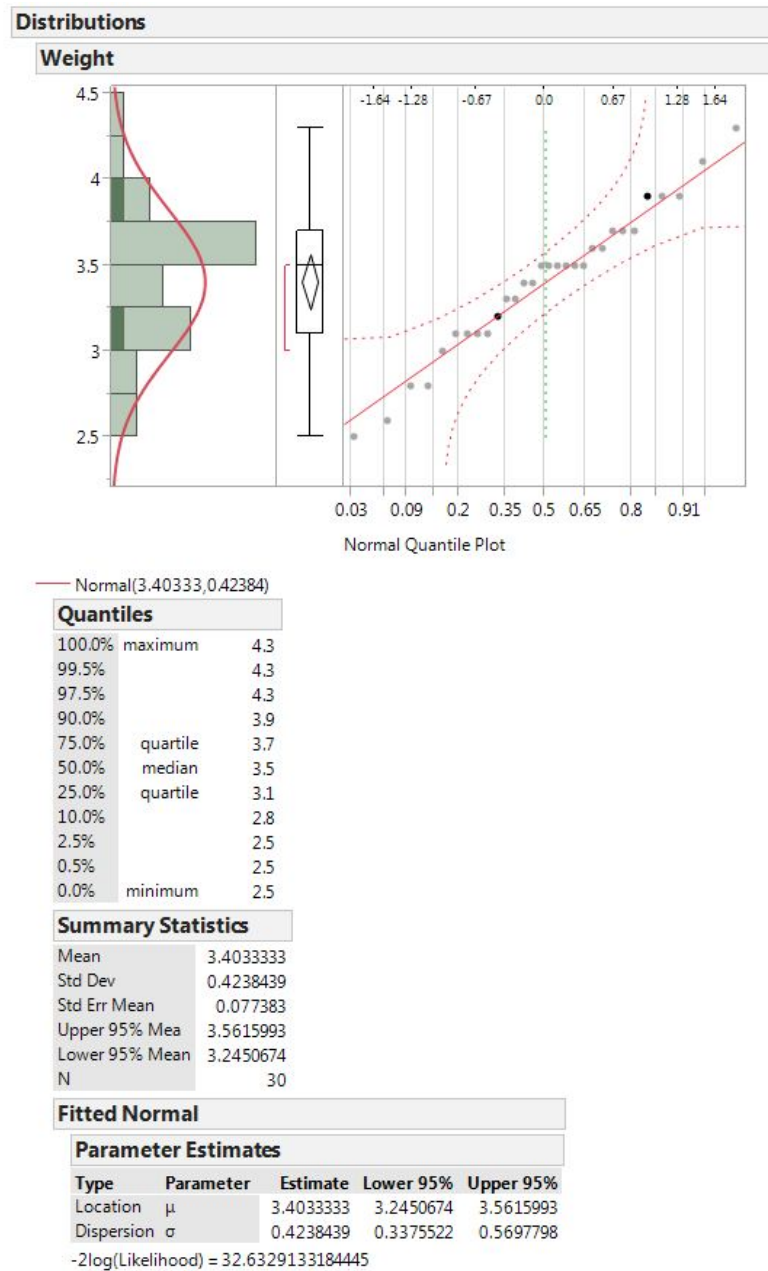 Distributions
Weight
4.5
4
3.5
3
2.5
-1.64 -1.28 -0.67 0.0 0.67 1.28 1.64
0.03 0.09 0.2 0.35 0.5 0.65 0.8 0.91
Normal Quantile Plot
Normal(3.40333,0.42384)
Quantiles
100.0% maximum 4.3
99.5% 4.3
97.5% 4.3
90.0% 3.9
75.0% quartile 3.7
50.0% median 3.5
25.0% quartile 3.1
10.0% 2.8
2.5% 2.5
0.5% 2.5
0.0% minimum 2.5
Summary Statistics
Mean 3.4033333
Std Dev 0.4238439
Std Err Mean 0.077383
Upper 95% Mea 3.5615993
Lower 95% Mean 3.2450674
N 30
Fitted Normal
Parameter Estimates
Type Parameter Estimate Lower 95% Upper 95%
Location μ 3.4033333 3.2450674 3.5615993
Dispersion σ 0.4238439 0.3375522 0.5697798
-2log(Likelihood) = 32.6329133184445